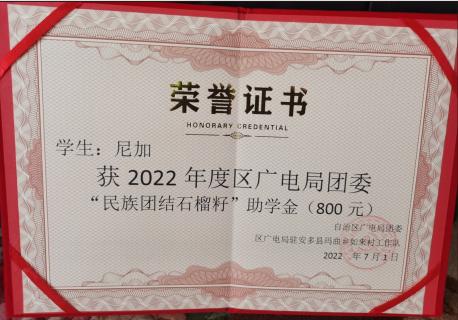 荣誉证书
HONORARY CREDENTIAL
学生：尼加
获 2022 年度区广电局团委
“民族团结石榴籽”助学金（800 元）
自治区广电局团委
区广电局驻安多县玛曲乡如来村工作队
2022 年 7 月 1 日